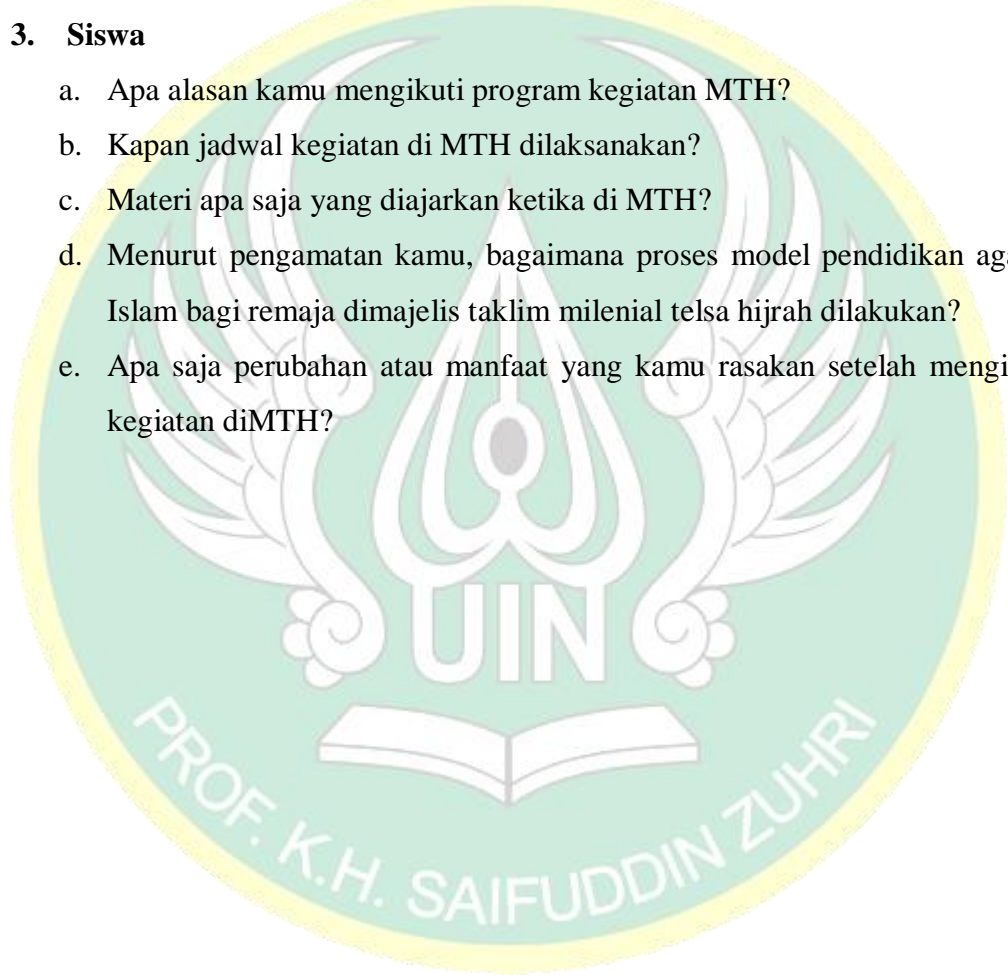 3. Siswa
a. Apa alasan kamu mengikuti program kegiatan MTH?
b. Kapan jadwal kegiatan di MTH dilaksanakan?
c. Materi apa saja yang diajarkan ketika di MTH?
d. Menurut pengamatan kamu, bagaimana proses model pendidikan
Islam bagi remaja dimajelis taklim milenial telsa hijrah dilakukan?
e. Apa saja perubahan atau manfaat yang kamu rasakan setelah
kegiatan diMTH?
UIN
PROF. K.H. SAIFUDDIN ZUHRI